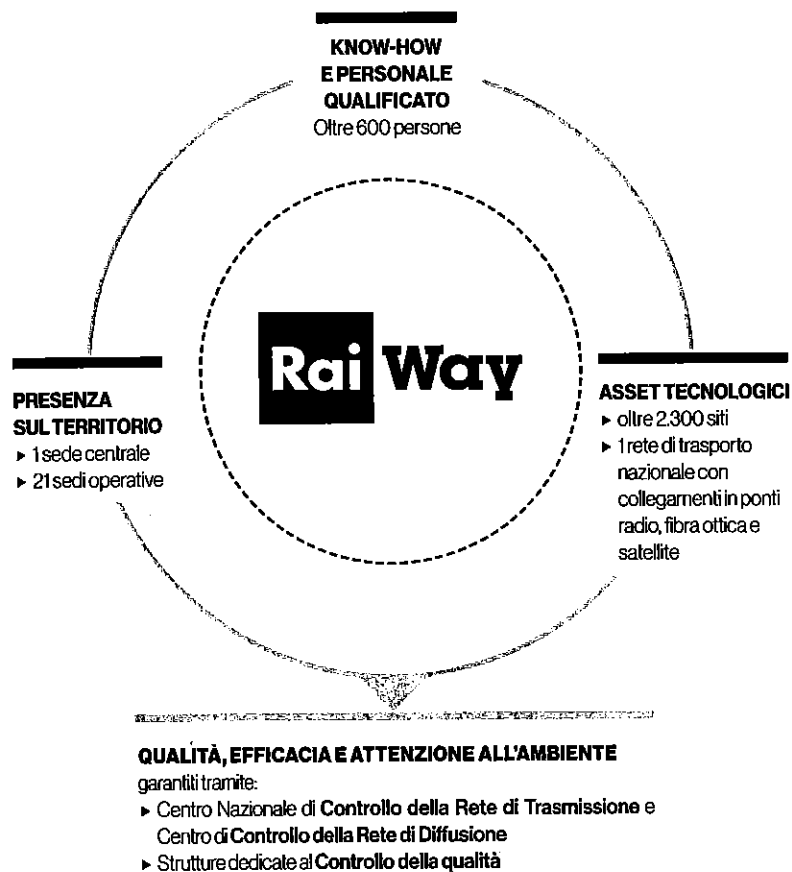 KNOW-HOW
E PERSONALE
QUALIFICATO
Oltre 600 persone
Rai Way
PRESENZA
SUL TERRITORIO
▸ 1 sede centrale
▸ 21 sedi operative
ASSET TECNOLOGICI
▸ oltre 2.300 siti
▸ 1 rete di trasporto
nazionale con
collegamenti in ponti
radio, fibra ottica e
satellite
QUALITÀ, EFFICACIA E ATTENZIONE ALL'AMBIENTE
garantiti tramite:
▸ Centro Nazionale di Controllo della Rete di Trasmissione e
Centro di Controllo della Rete di Diffusione
▸ Strutture dedicate al Controllo della qualità